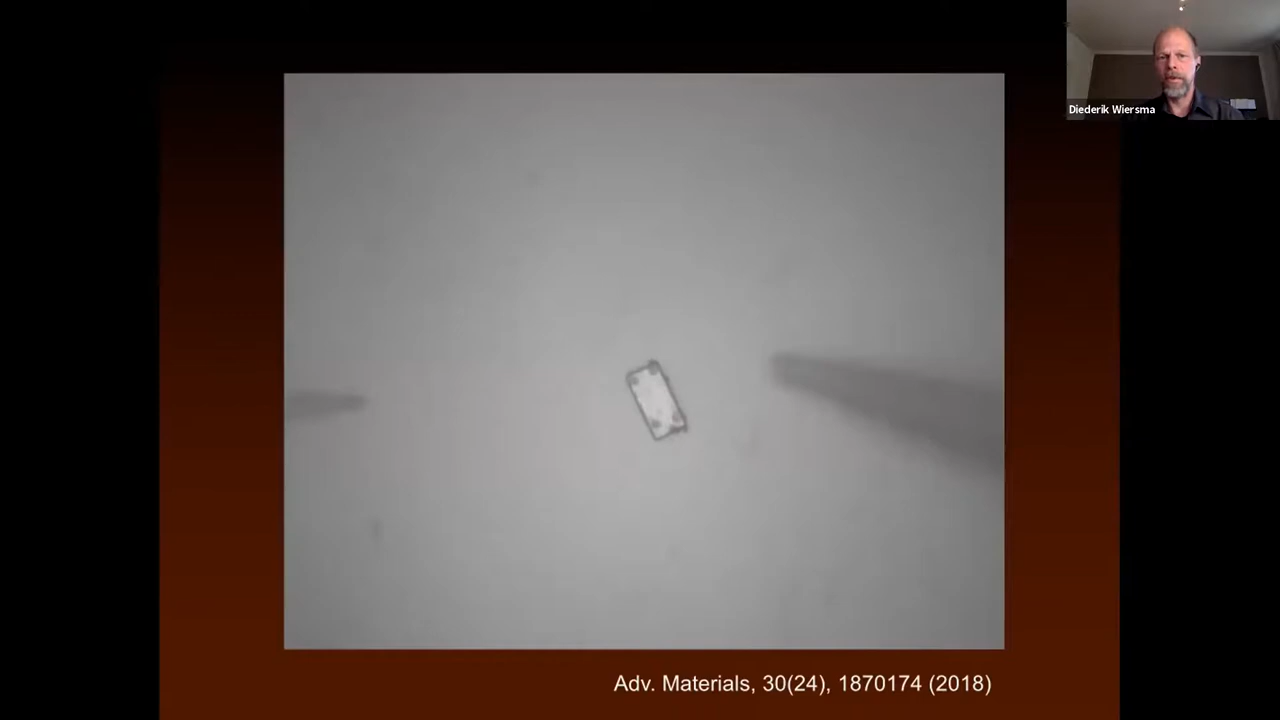 Diederik Wiersma
Adv. Materials, 30(24), 1870174 (2018)